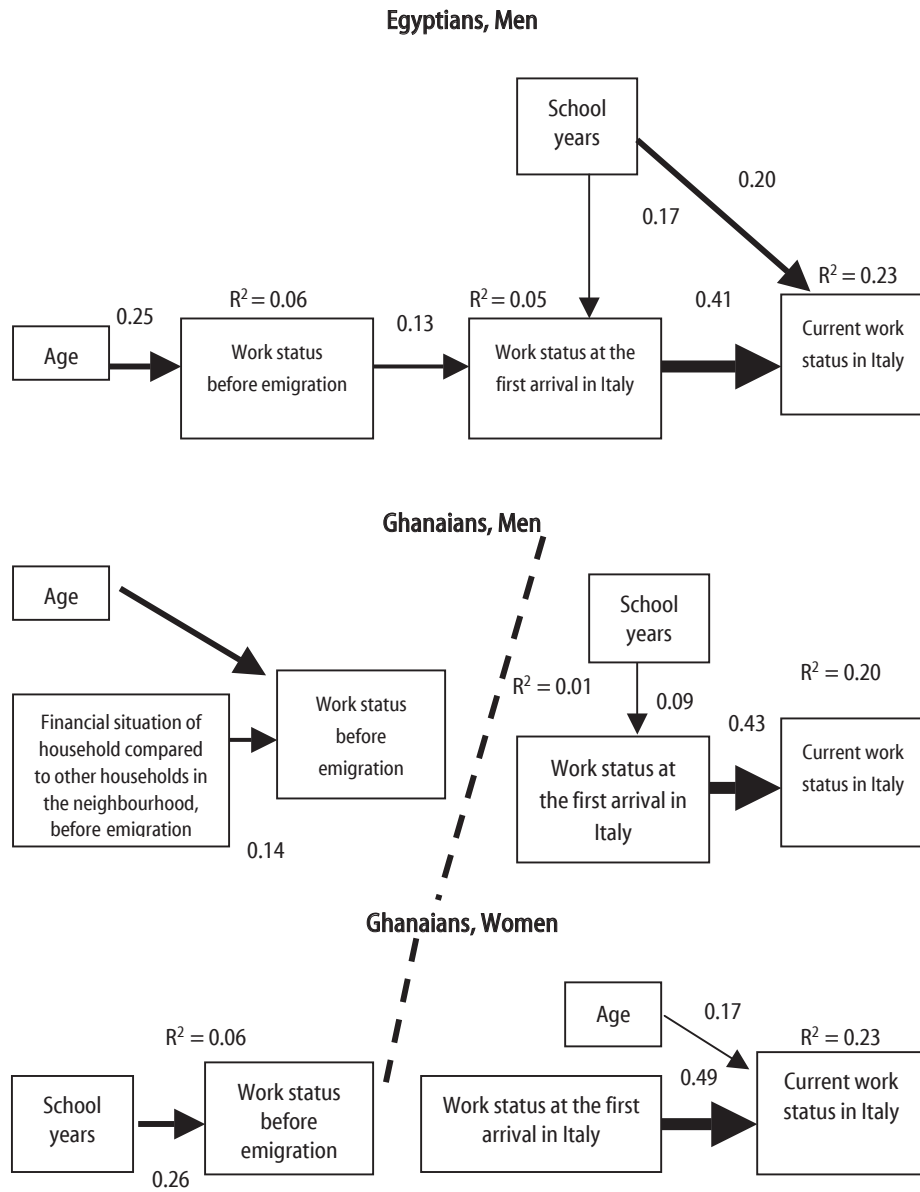 Egyptians, Men
School
years
0.20
0.17
R² = 0.06
R² = 0.05
0.41
R² = 0.23
0.25
0.13
Age
Work status
before emigration
Work status at the
first arrival in Italy
Current work
status in Italy
Ghanaians, Men
Age
School
years
R² = 0.20
R² = 0.01
0.09
0.43
Financial situation of
household compared
to other households in
the neighbourhood,
before emigration
Work status
before
emigration
Work status at
the first arrival in
Italy
Current work
status in Italy
0.14
Ghanaians, Women
Age
0.17
R² = 0.06
R² = 0.23
0.49
School
years
Work status
before
emigration
Work status at the first
arrival in Italy
Current work
status in Italy
0.26